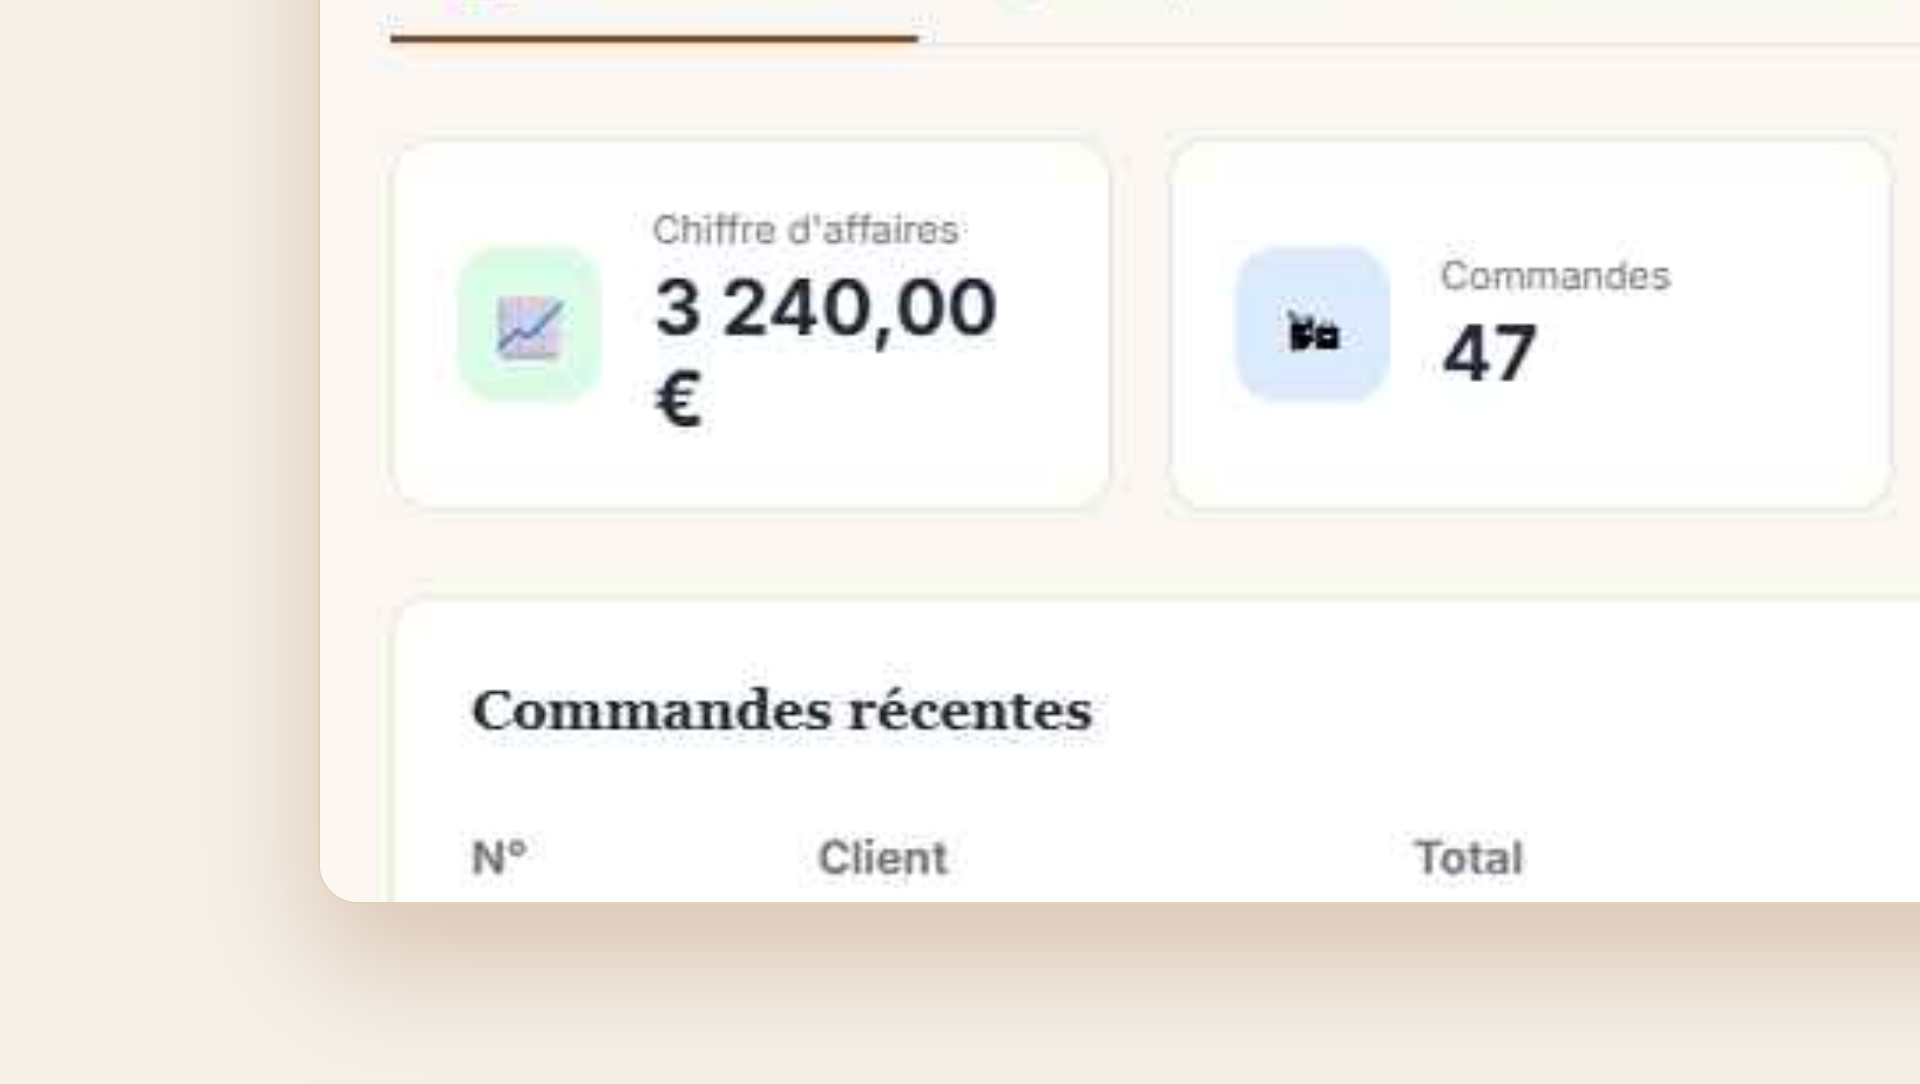 Chiffre d'affaires
3 240,00
€
Commandes
47
Commandes récentes
N° Client Total